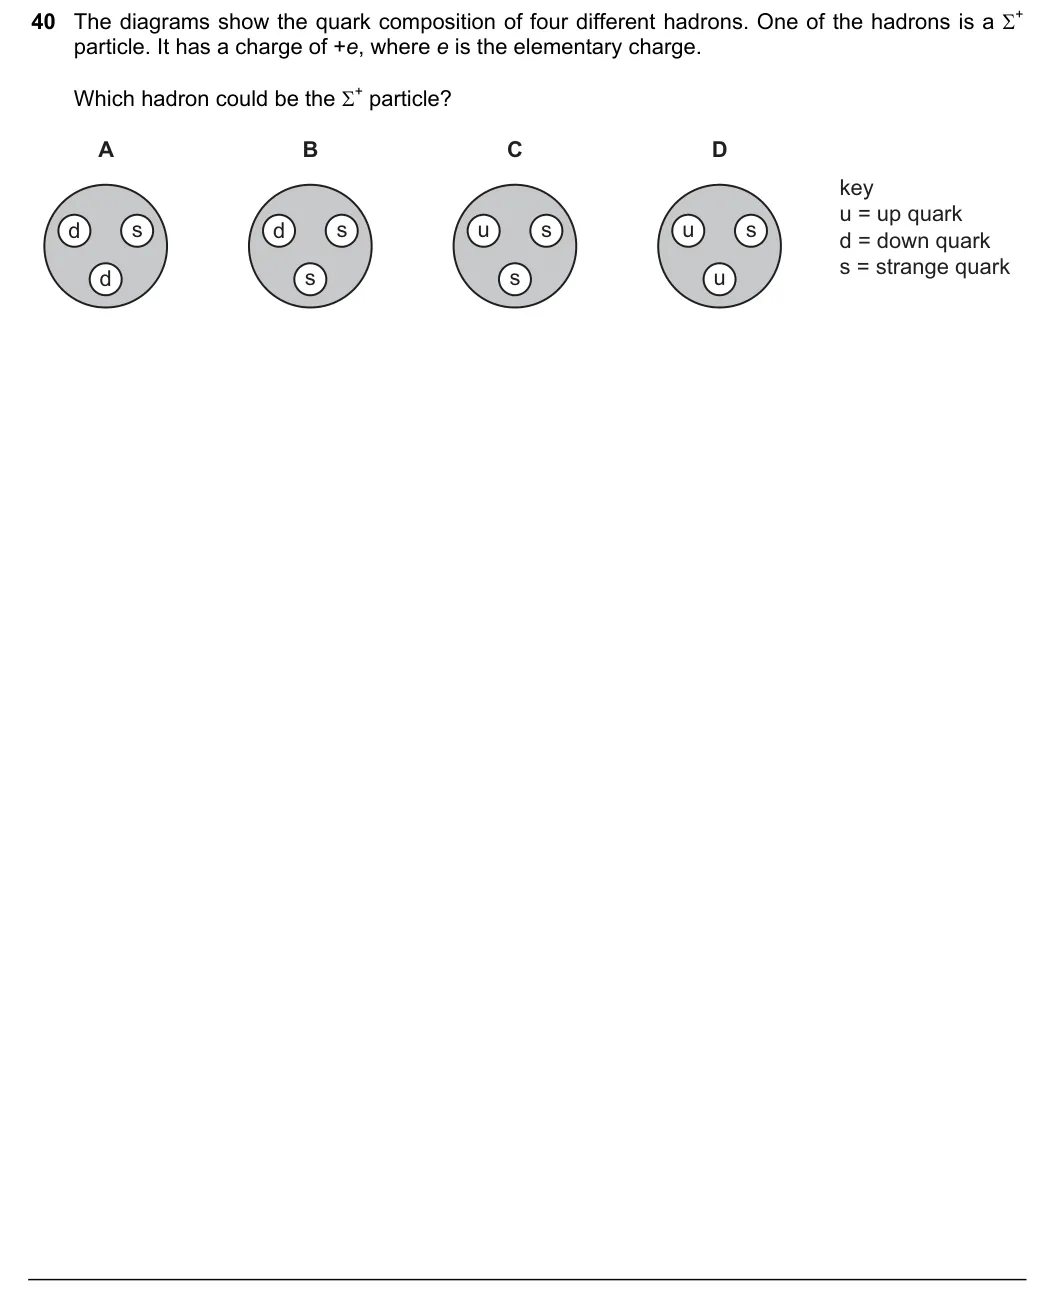 40 The diagrams show the quark composition of four different hadrons. One of the hadrons is a Σ⁺
particle. It has a charge of +e, where e is the elementary charge.
Which hadron could be the Σ⁺ particle?
A B C D
d s d
d s s
u s s
u s u
key
u = up quark
d = down quark
s = strange quark